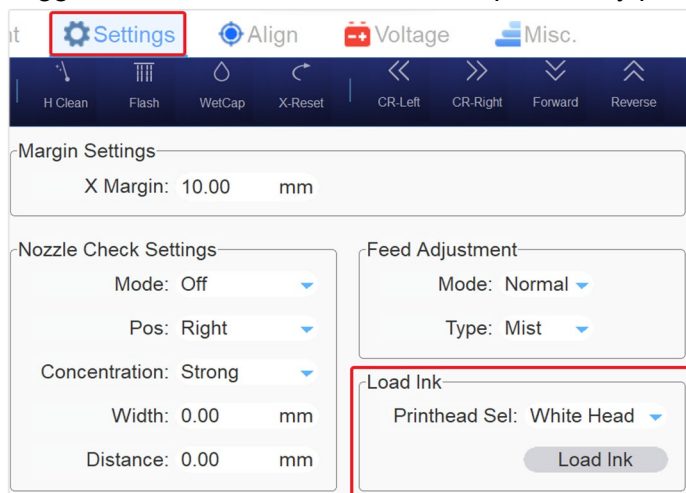 Settings Align Voltage Misc.
H Clean Flash WetCap X-Reset CR-Left CR-Right Forward Reverse
Margin Settings
X Margin: 10.00 mm
Nozzle Check Settings
Mode: Off
Pos: Right
Concentration: Strong
Width: 0.00 mm
Distance: 0.00 mm
Feed Adjustment
Mode: Normal
Type: Mist
Load Ink
Printhead Sel: White Head
Load Ink